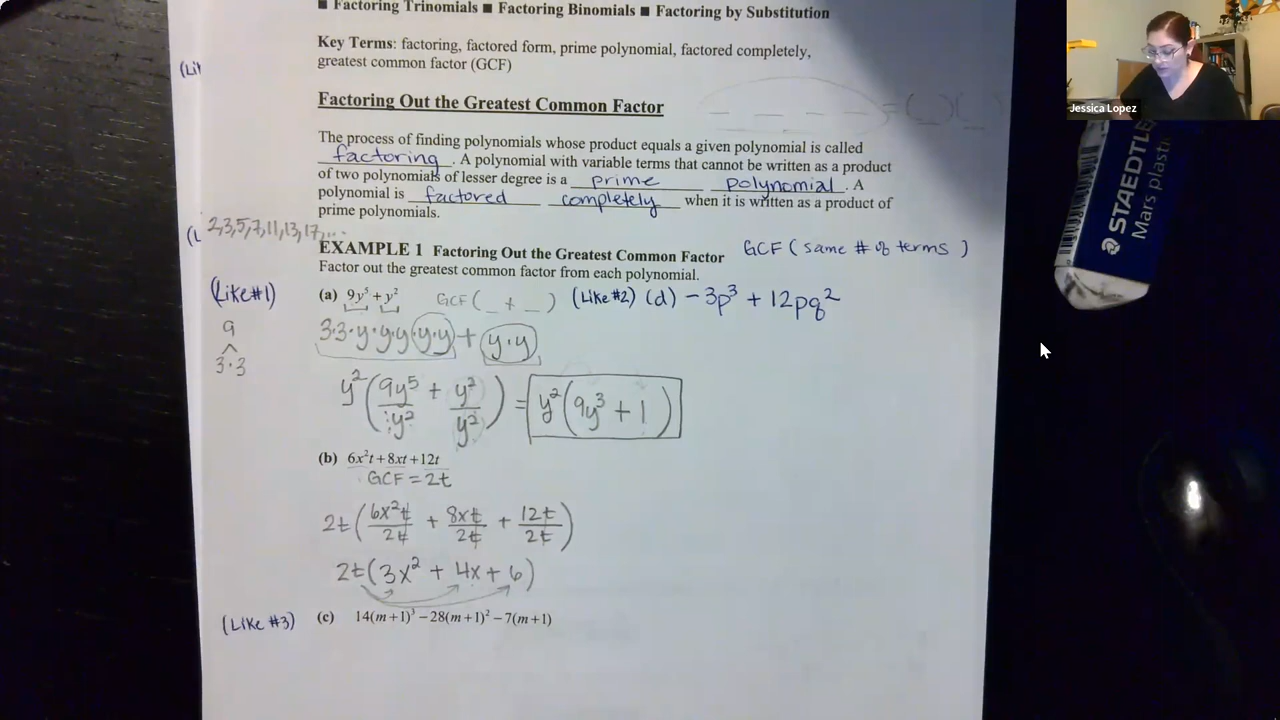 ■ Factoring Trinomials ■ Factoring Binomials ■ Factoring by Substitution
Key Terms: factoring, factored form, prime polynomial, factored completely,
greatest common factor (GCF)
(Li
Factoring Out the Greatest Common Factor
= (_)(_
The process of finding polynomials whose product equals a given polynomial is called
factoring. A polynomial with variable terms that cannot be written as a product
of two polynomials of lesser degree is a prime polynomial. A
polynomial is factored completely when it is written as a product of
prime polynomials.
2,3,5,7,11,13,17,...
(L
EXAMPLE 1 Factoring Out the Greatest Common Factor GCF (same # of terms)
Factor out the greatest common factor from each polynomial.
(Like #1) (a) 9y⁵ + y² GCF (_ + _) (Like #2) (d) -3p³ + 12pq²
9
3·3
3·3·y·y·y·y·y + y·y
y²(9y⁵/y² + y²/y²) = y²(9y³ + 1)
(b) 6x²t + 8xt + 12t
GCF = 2t
2t(6x²t/2t + 8xt/2t + 12t/2t)
2t(3x² + 4x + 6)
(Like #3) (c) 14(m+1)³ − 28(m+1)² − 7(m+1)
Jessica Lopez
STAEDTLER
Mars plasti